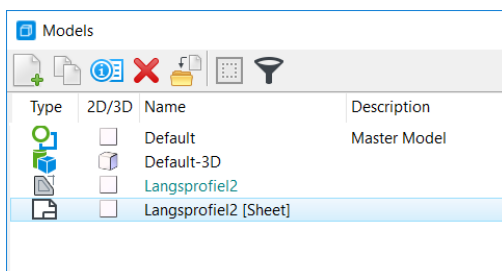 Models
Type 2D/3D Name Description
Default Master Model
Default-3D
Langsprofiel2
Langsprofiel2 [Sheet]